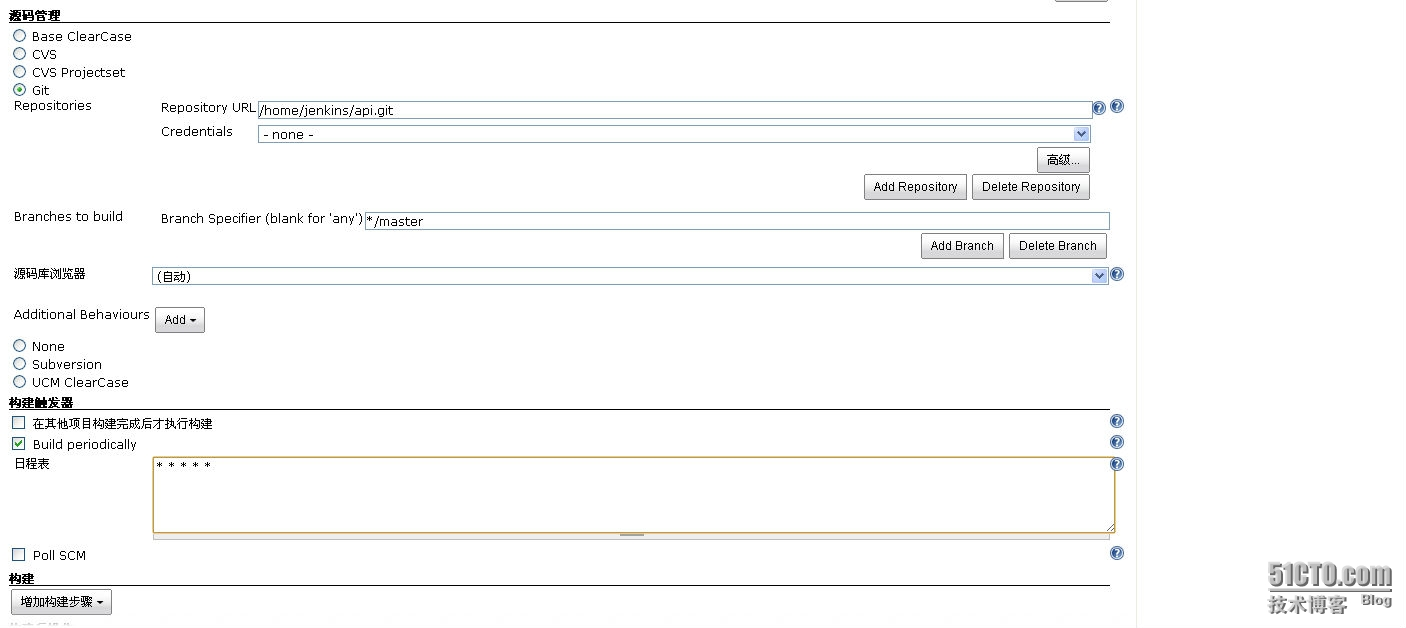 源码管理
Base ClearCase
CVS
CVS Projectset
Git
Repositories
Repository URL /home/jenkins/api.git
Credentials - none -
高级...
Add Repository Delete Repository
Branches to build Branch Specifier (blank for 'any') */master
Add Branch Delete Branch
源码库浏览器 (自动)
Additional Behaviours Add
None
Subversion
UCM ClearCase
构建触发器
在其他项目构建完成后才执行构建
Build periodically
日程表 * * * * *
Poll SCM
构建
增加构建步骤
51CTO.com
技术博客 Blog